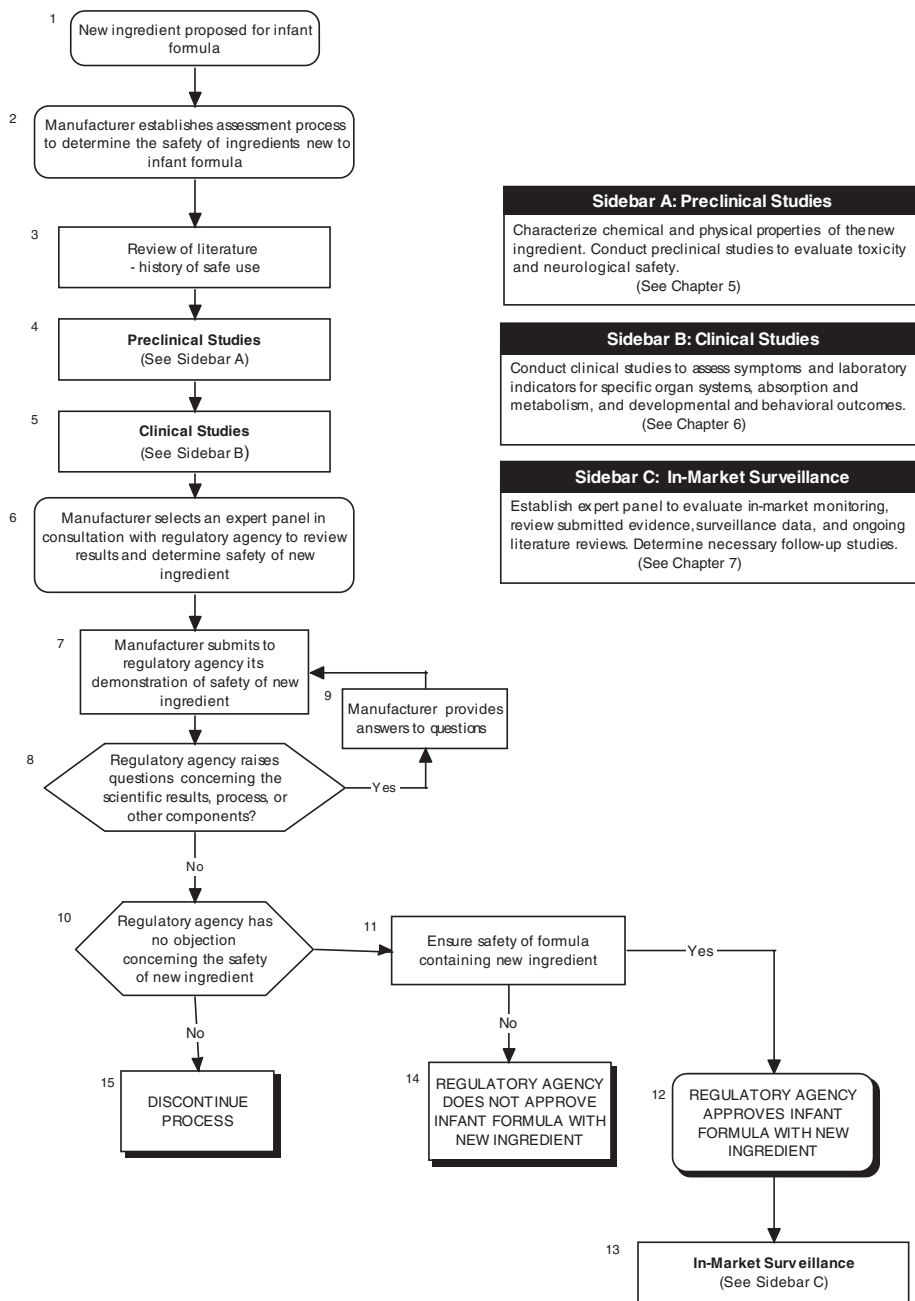 1
New ingredient proposed for infant
formula
2
Manufacturer establishes assessment process
to determine the safety of ingredients new to
infant formula
3
Review of literature
- history of safe use
4
Preclinical Studies
(See Sidebar A)
5
Clinical Studies
(See Sidebar B)
6
Manufacturer selects an expert panel in
consultation with regulatory agency to review
results and determine safety of new
ingredient
7
Manufacturer submits to
regulatory agency its
demonstration of safety of new
ingredient
8
Regulatory agency raises
questions concerning the
scientific results, process, or
other components?
Yes
9
Manufacturer provides
answers to questions
No
10
Regulatory agency has
no objection
concerning the safety
of new ingredient
No
11
Ensure safety of formula
containing new ingredient
Yes
No
15
DISCONTINUE
PROCESS
14
REGULATORY AGENCY
DOES NOT APPROVE
INFANT FORMULA WITH
NEW INGREDIENT
12
REGULATORY AGENCY
APPROVES INFANT
FORMULA WITH NEW
INGREDIENT
13
In-Market Surveillance
(See Sidebar C)
Sidebar A: Preclinical Studies
Characterize chemical and physical properties of the new
ingredient. Conduct preclinical studies to evaluate toxicity
and neurological safety.
(See Chapter 5)
Sidebar B: Clinical Studies
Conduct clinical studies to assess symptoms and laboratory
indicators for specific organ systems, absorption and
metabolism, and developmental and behavioral outcomes.
(See Chapter 6)
Sidebar C: In-Market Surveillance
Establish expert panel to evaluate in-market monitoring,
review submitted evidence, surveillance data, and ongoing
literature reviews. Determine necessary follow-up studies.
(See Chapter 7)